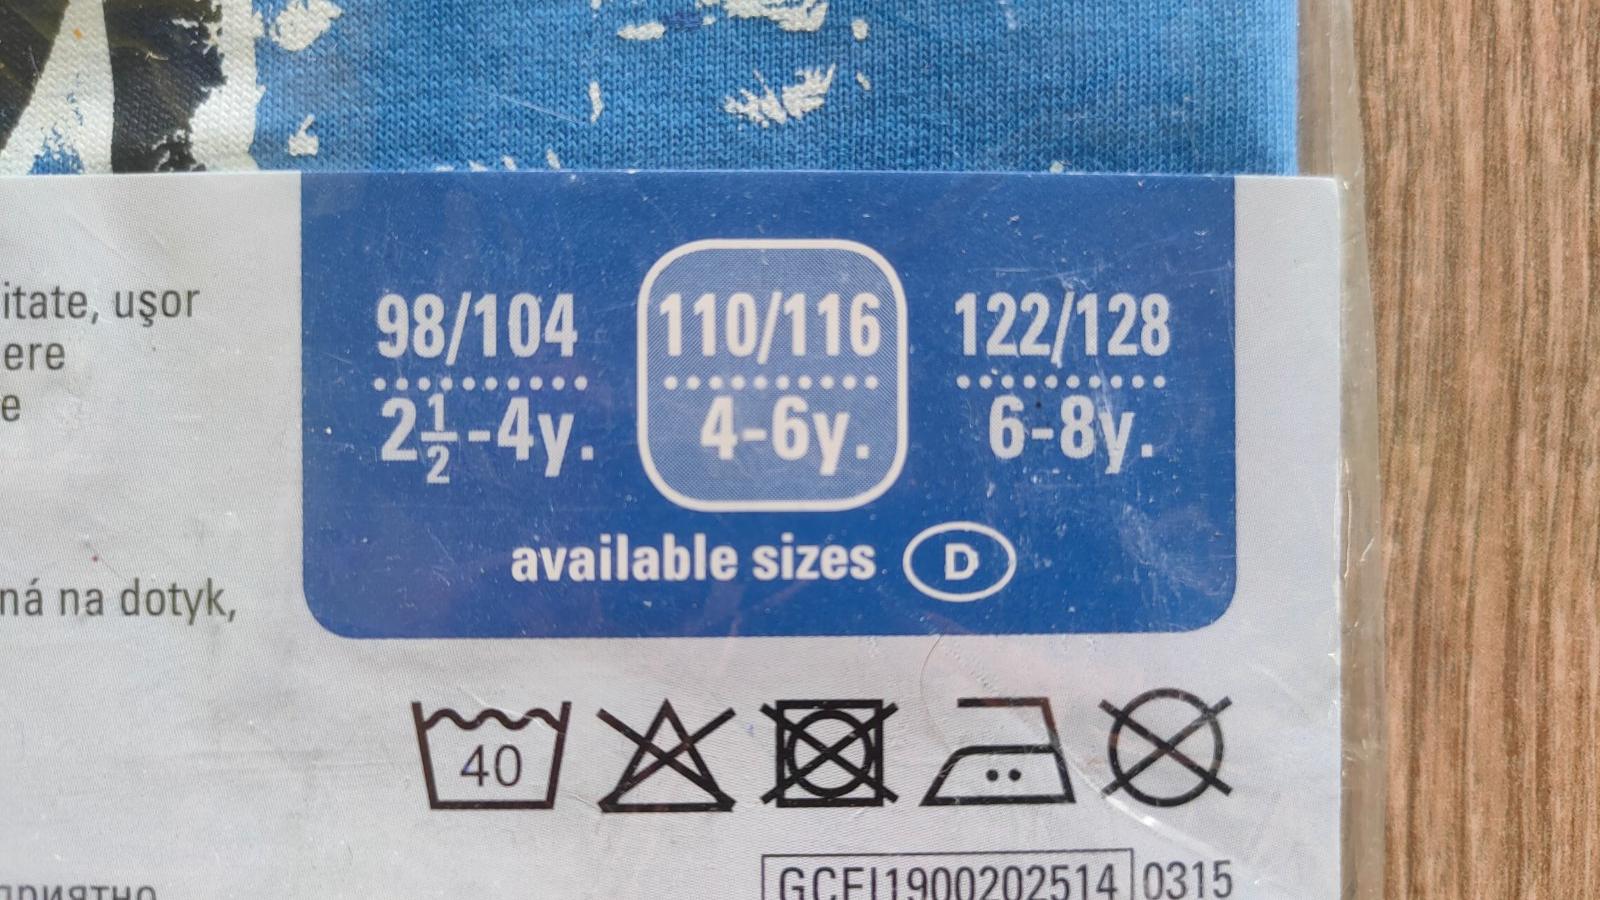 itate, uşor
ere
e
ná na dotyk,
приятно
98/104
2½-4y.
110/116
4-6y.
122/128
6-8y.
available sizes D
40
GCFI1900202514 0315